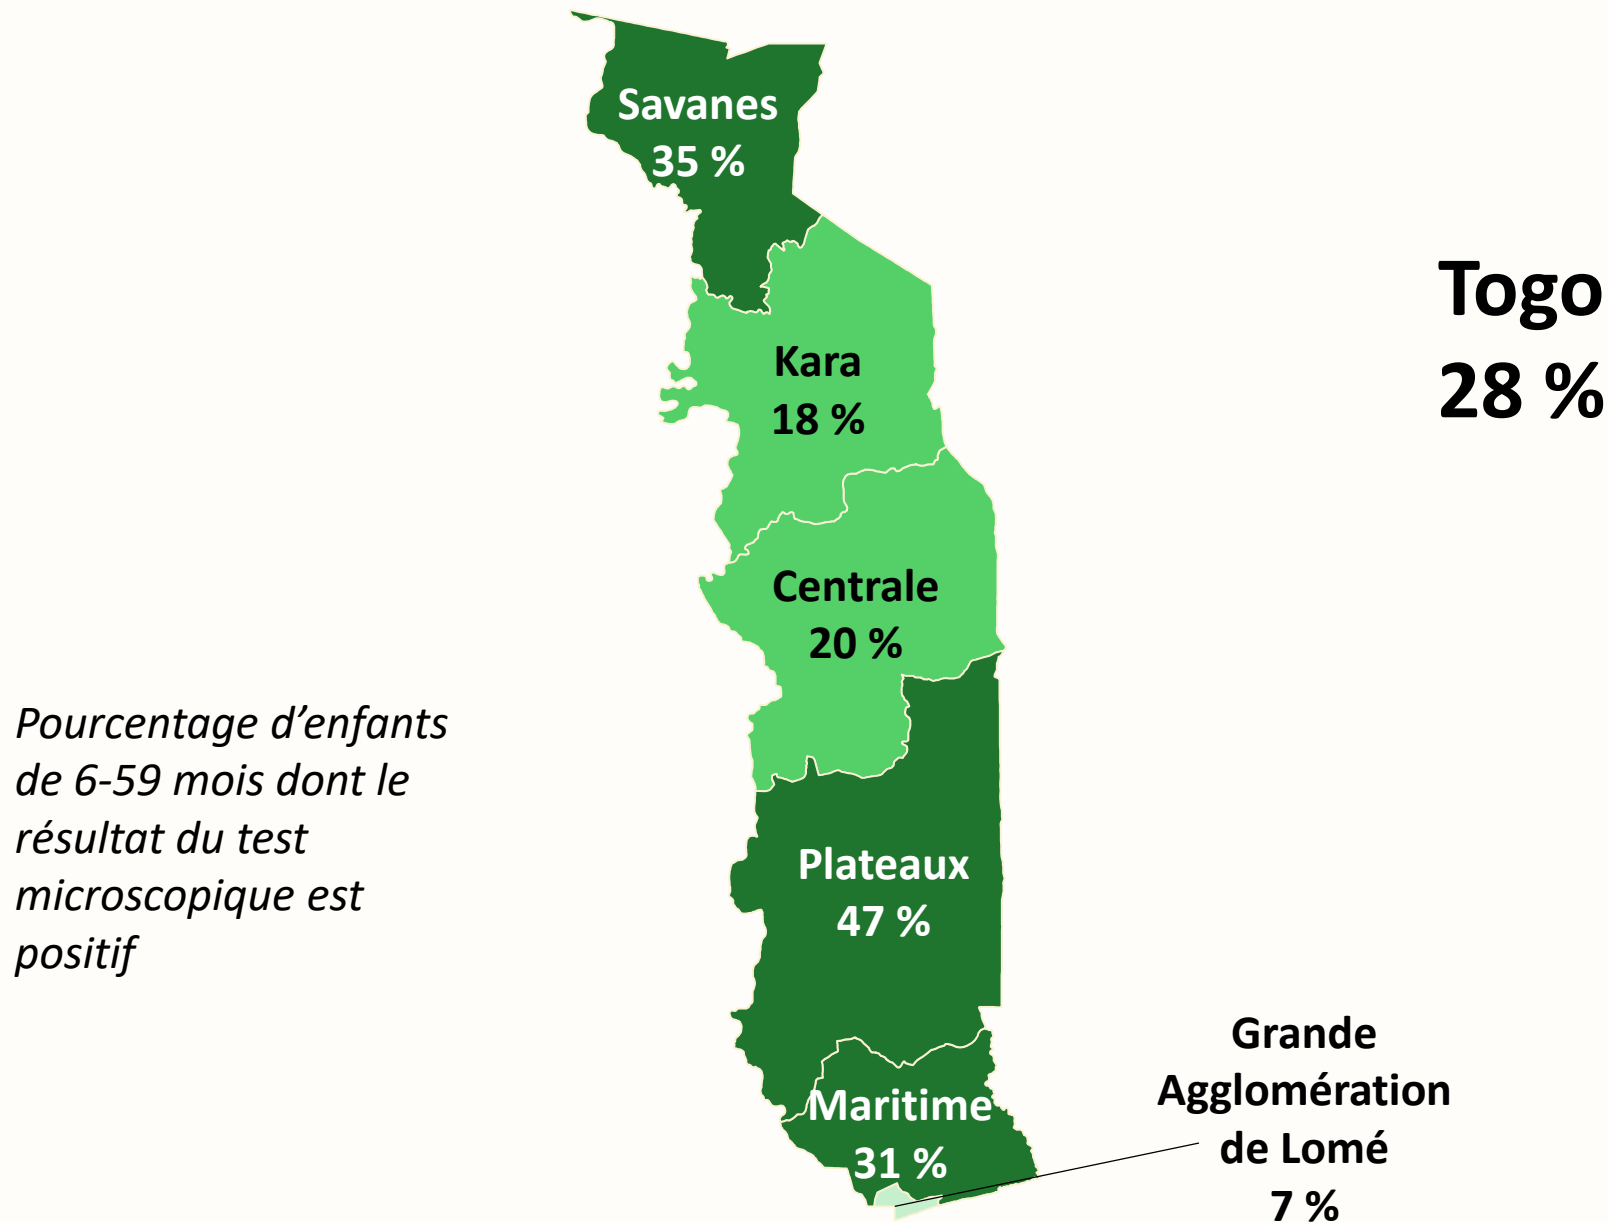 Savanes
35 %
Togo
28 %
Kara
18 %
Centrale
20 %
Pourcentage d’enfants
de 6-59 mois dont le
résultat du test
microscopique est
positif
Plateaux
47 %
Maritime
31 %
Grande
Agglomération
de Lomé
7 %